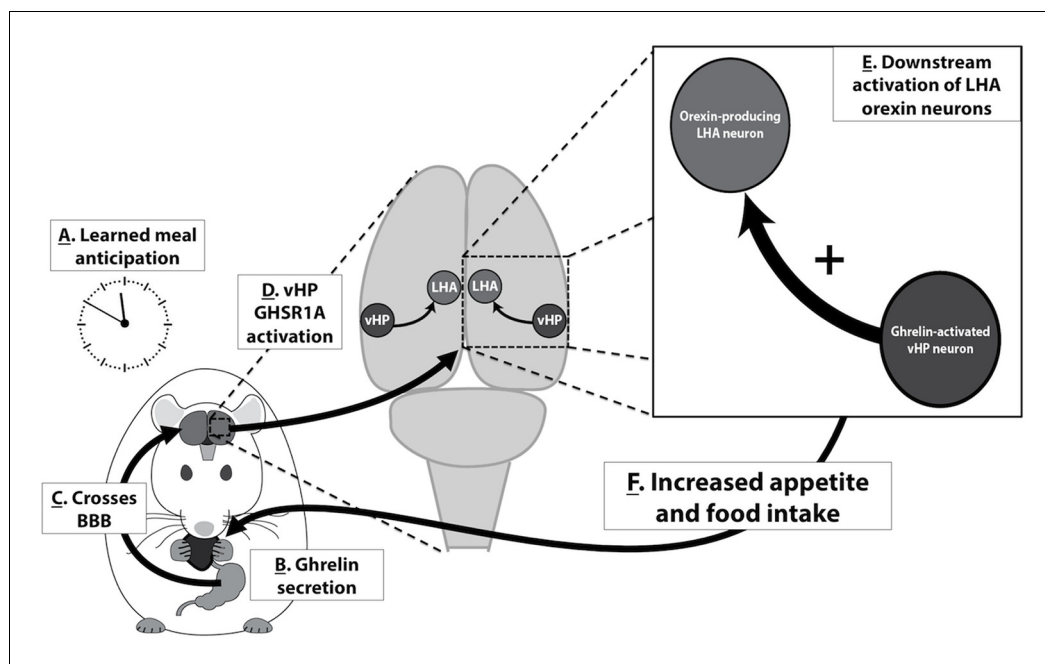 A. Learned meal
anticipation
B. Ghrelin
secretion
C. Crosses
BBB
D. vHP
GHSR1A
activation
vHP
LHA
LHA
vHP
E. Downstream
activation of LHA
orexin neurons
Orexin-producing
LHA neuron
+
Ghrelin-activated
vHP neuron
F. Increased appetite
and food intake